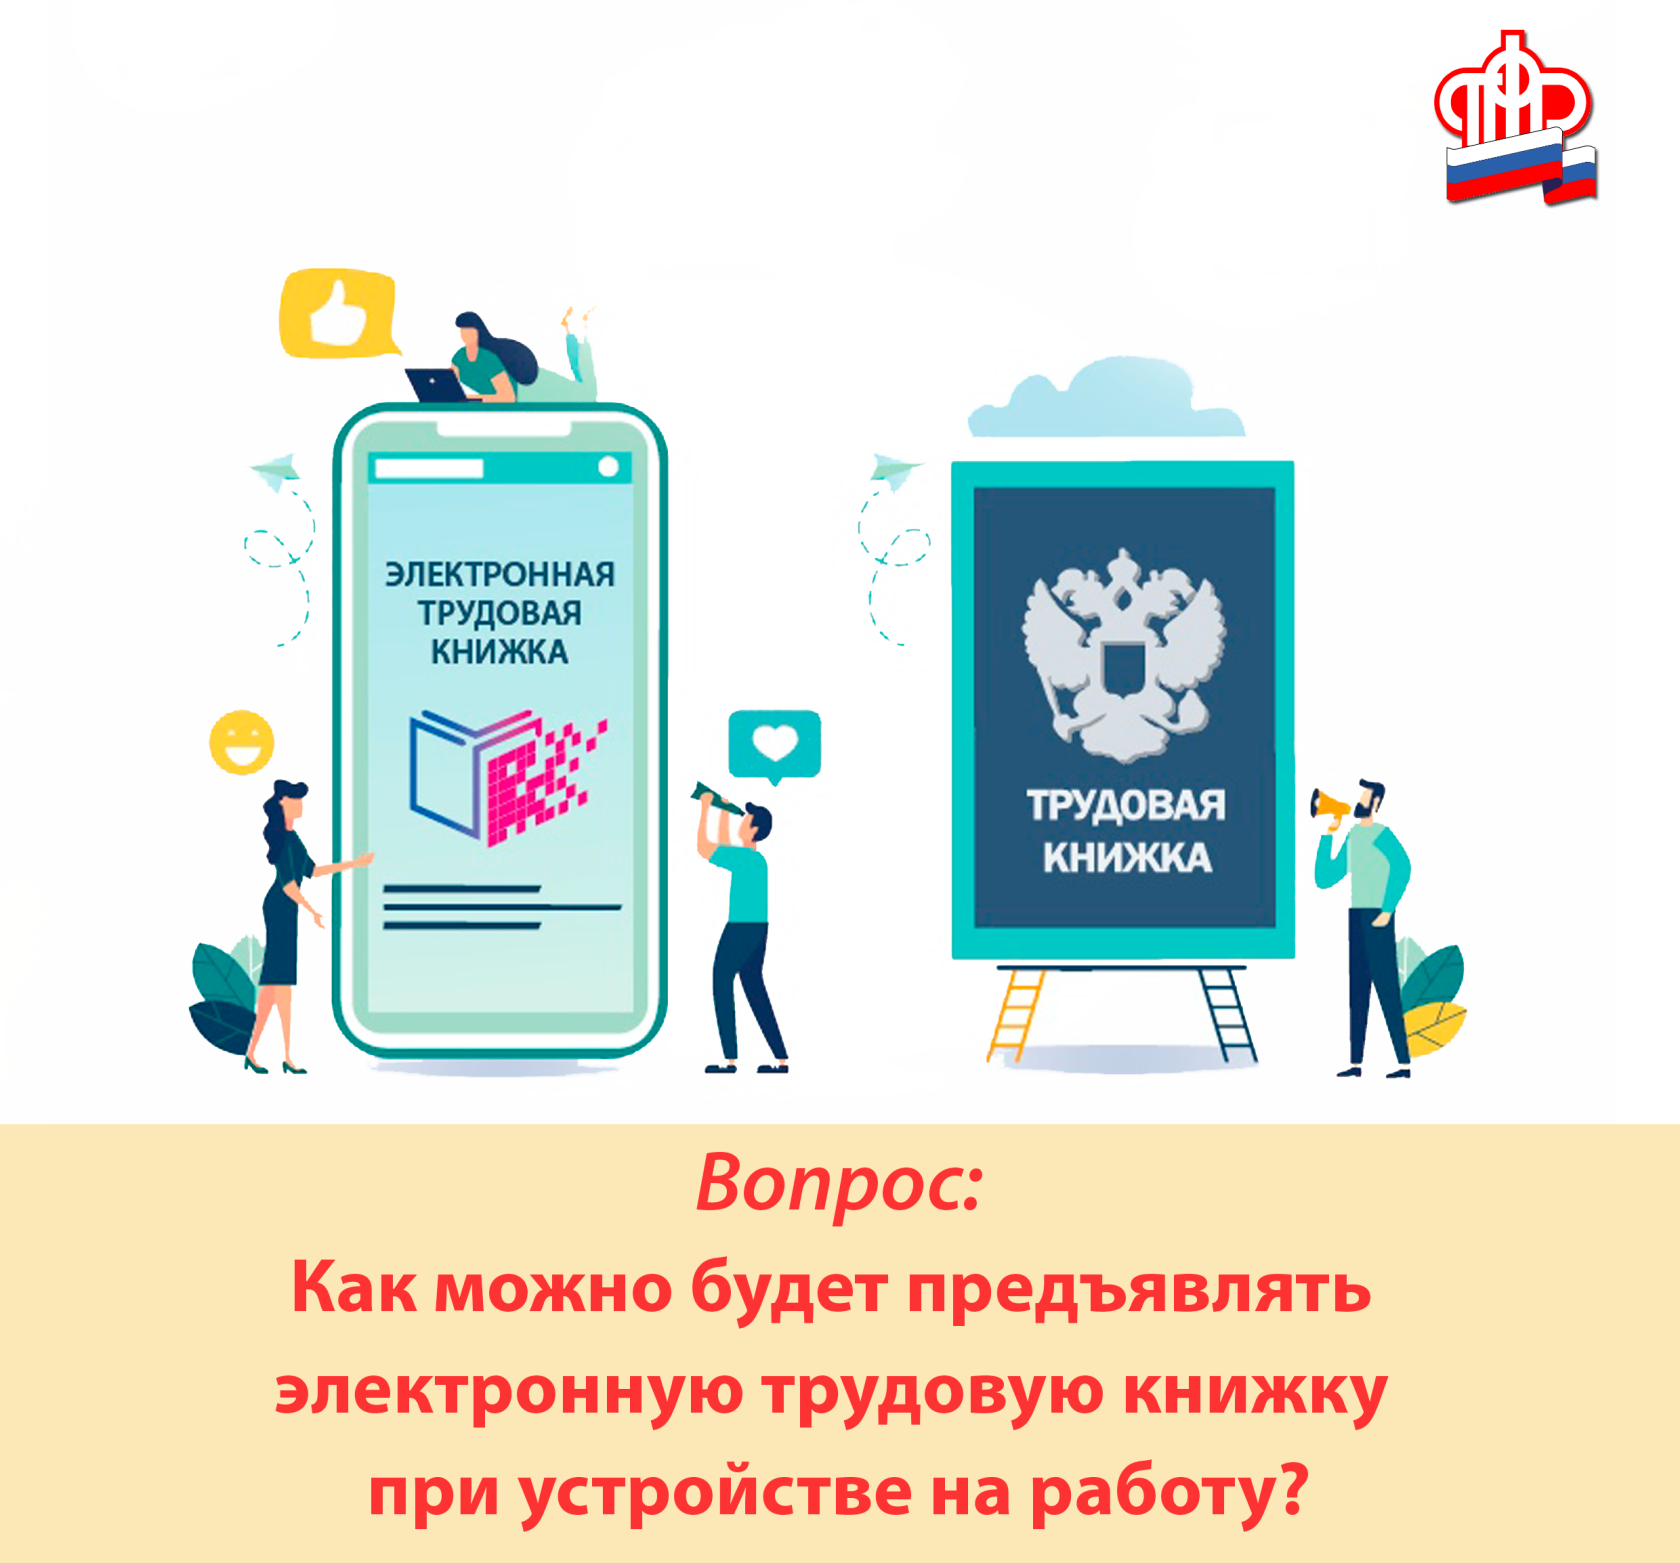 ЭЛЕКТРОННАЯ
ТРУДОВАЯ
КНИЖКА
ТРУДОВАЯ
КНИЖКА
Вопрос:
Как можно будет предъявлять
электронную трудовую книжку
при устройстве на работу?